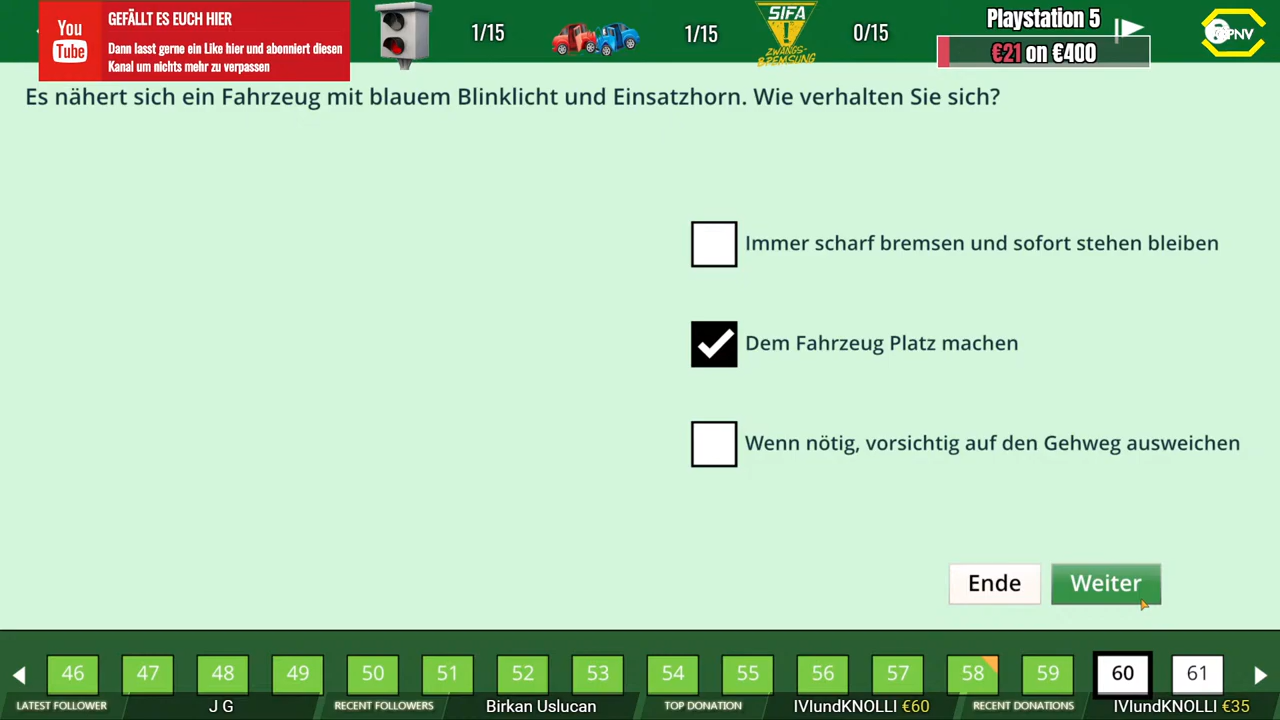 You
Tube
GEFÄLLT ES EUCH HIER
Dann lasst gerne ein Like hier und abonniert diesen
Kanal um nichts mehr zu verpassen
1/15
1/15
SIFA
!
ZWANGS-
BREMSUNG
0/15
Playstation 5
€21 on €400
ÖPNV
Es nähert sich ein Fahrzeug mit blauem Blinklicht und Einsatzhorn. Wie verhalten Sie sich?
Immer scharf bremsen und sofort stehen bleiben
Dem Fahrzeug Platz machen
Wenn nötig, vorsichtig auf den Gehweg ausweichen
Ende Weiter
46 47 48 49 50 51 52 53 54 55 56 57 58 59 60 61
LATEST FOLLOWER J G RECENT FOLLOWERS Birkan Uslucan TOP DONATION IVIundKNOLLI €60 RECENT DONATIONS IVIundKNOLLI €35